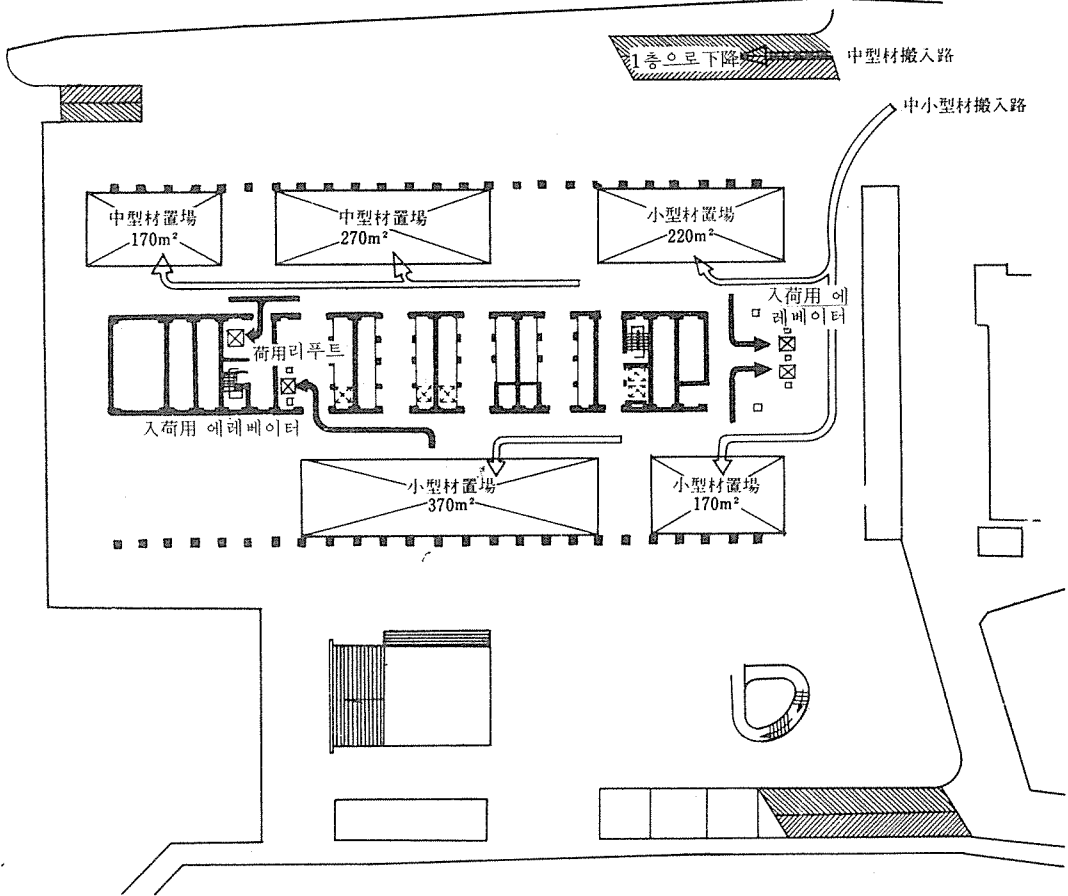 1층으로下降
中型材搬入路
中小型材搬入路
中型材置場
170m²
中型材置場
270m²
小型材置場
220m²
入荷用 에
레베이터
荷用리푸트
入荷用 에레베이터
小型材置場
370m²
小型材置場
170m²